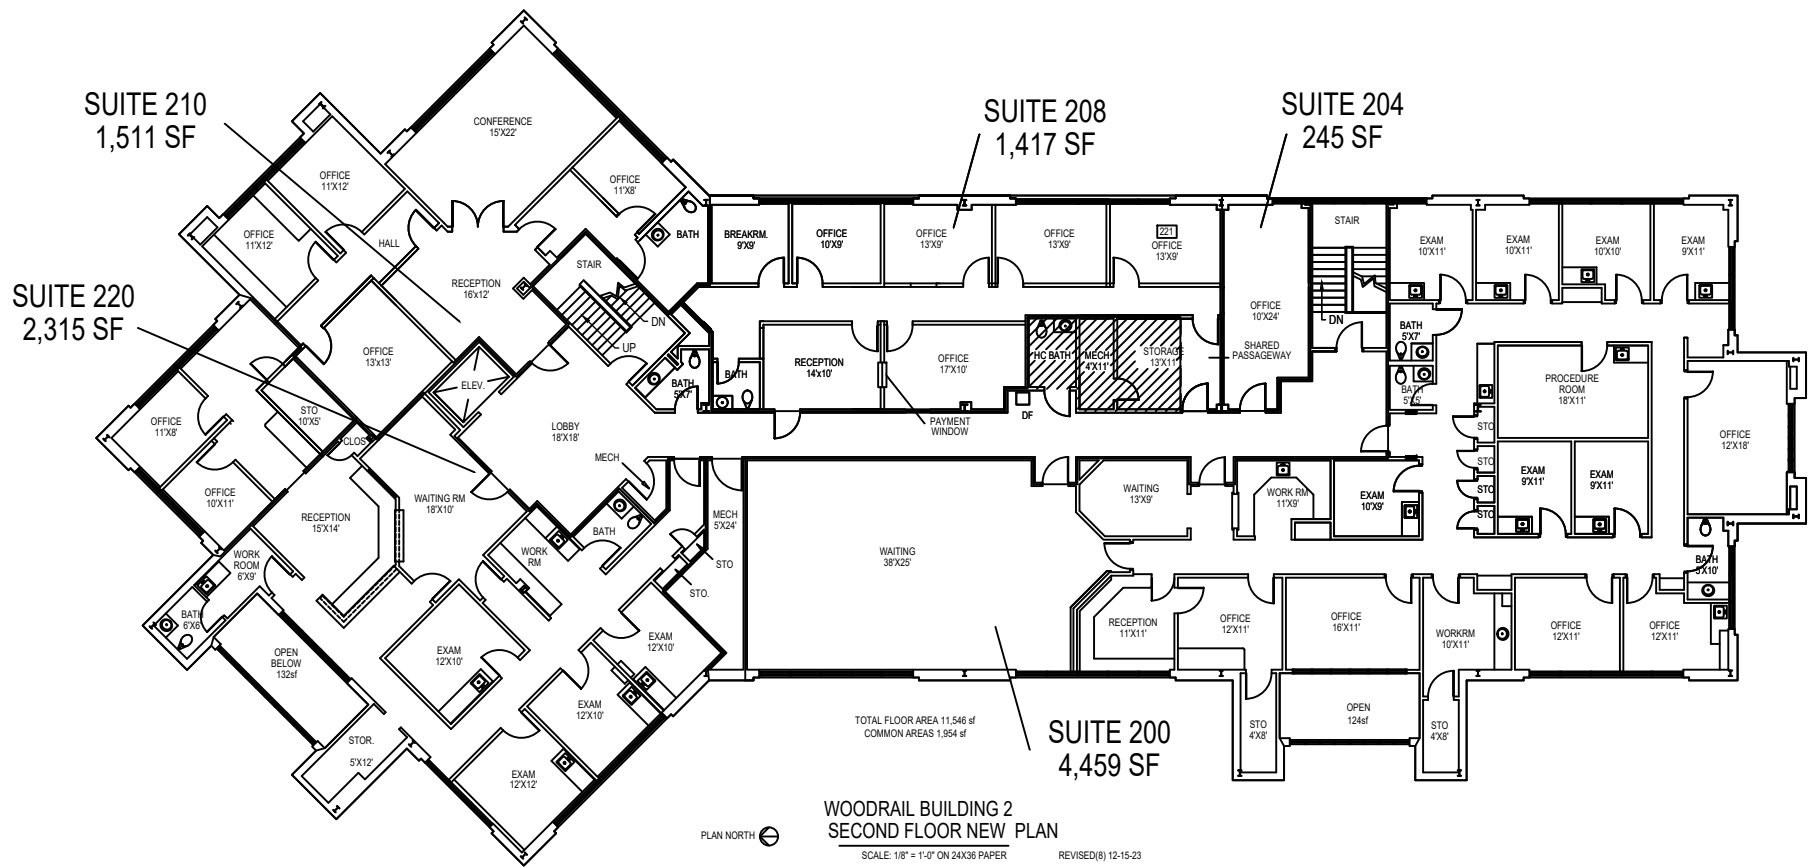 SUITE 210
1,511 SF
SUITE 220
2,315 SF
SUITE 208
1,417 SF
SUITE 204
245 SF
CONFERENCE
15'X22'
OFFICE
11'X12'
OFFICE
11'X8'
OFFICE
11'X12'
HALL
BATH
RECEPTION
16'x12'
STAIR
DN
UP
OFFICE
13'x13'
ELEV.
BATH
5'X7'
STO
10'X5'
CLOS
OFFICE
11'X8'
OFFICE
10'X11'
LOBBY
18'X18'
MECH
WAITING RM
18'X10'
RECEPTION
15'X14'
WORK
ROOM
6'X9'
BATH
6'X6'
OPEN
BELOW
132sf
STOR.
5'X12'
WORK
RM
BATH
STO
STO.
MECH
5'X24'
EXAM
12'X10'
EXAM
12'X10'
EXAM
12'X10'
EXAM
12'X12'
BREAKRM.
9'X9'
OFFICE
10'X9'
OFFICE
13'X9'
OFFICE
13'X9'
221
OFFICE
13'X9'
BATH
RECEPTION
14'x10'
OFFICE
17'X10'
PAYMENT
WINDOW
HC BATH
DF
MECH
4'X11'
STORAGE
13'X11'
SHARED
PASSAGEWAY
OFFICE
10'X24'
STAIR
DN
EXAM
10'X11'
EXAM
10'X11'
EXAM
10'X10'
EXAM
9'X11'
BATH
5'X7'
BATH
5'X5'
PROCEDURE
ROOM
18'X11'
STO
STO
STO
STO
EXAM
9'X11'
EXAM
9'X11'
OFFICE
12'X18'
BATH
5'X10'
WAITING
38'X25'
WAITING
13'X9'
WORK RM
11'X9'
EXAM
10'X9'
RECEPTION
11'X11'
OFFICE
12'X11'
OFFICE
16'X11'
WORKRM
10'X11'
OFFICE
12'X11'
OFFICE
12'X11'
STO
4'X8'
OPEN
124sf
STO
4'X8'
TOTAL FLOOR AREA 11,546 sf
COMMON AREAS 1,954 sf
SUITE 200
4,459 SF
WOODRAIL BUILDING 2
SECOND FLOOR NEW PLAN
PLAN NORTH
SCALE: 1/8" = 1'-0" ON 24X36 PAPER
REVISED(8) 12-15-23